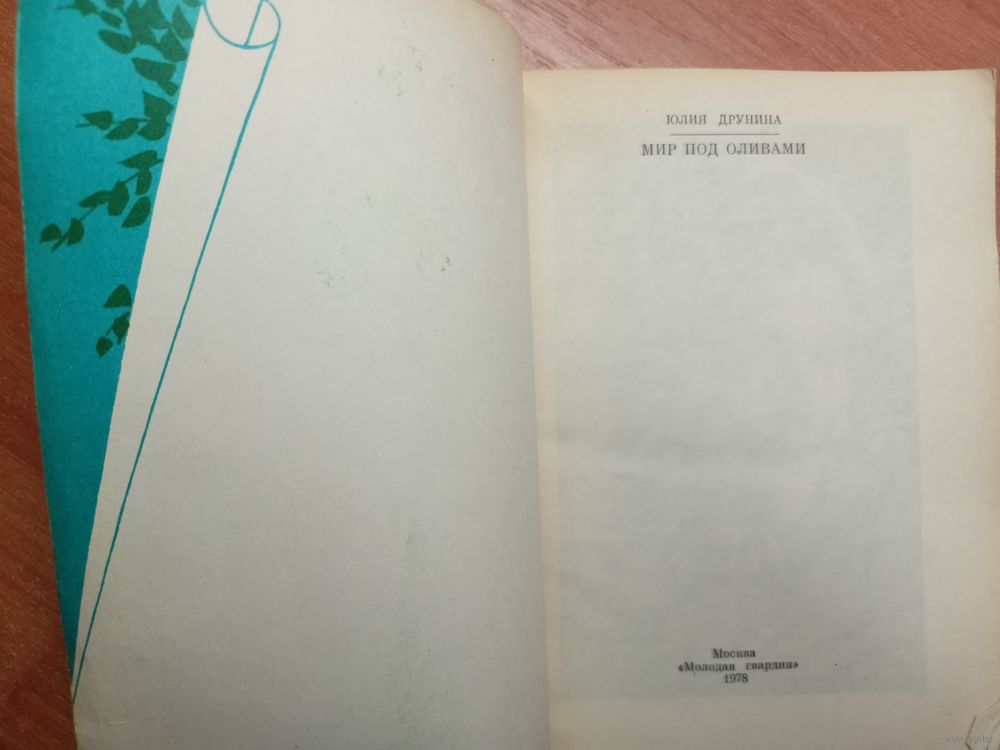 ЮЛИЯ ДРУНИНА
МИР ПОД ОЛИВАМИ
Москва
«Молодая гвардия»
1978